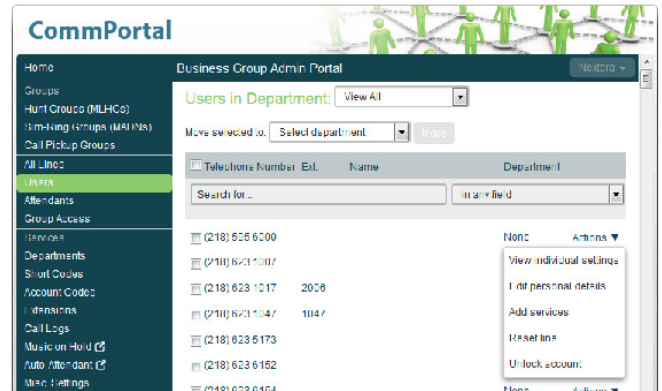 CommPortal
Home
Business Group Admin Portal
Nextera
Groups
Users in Department: View All
Hunt Groups (MLHGs)
Sim-Ring Groups (MADNs)
Call Pickup Groups
Move selected to: Select department Move
All Lines
Telephone Number Ext. Name Department
Users
Search for... in any field
Attendants
Group Access
Services
(218) 595 6000 None Actions
Departments
(218) 623 1007 View individual settings
Short Codes
Account Codes
(218) 623 1017 2006 Edit personal details
Extensions
(218) 623 1047 1047 Add services
Call Logs
Music on Hold
(218) 623 5173 Reset line
Auto Attendant
(218) 623 6152 Unlock account
Misc Settings
(218) 623 6154 None Actions